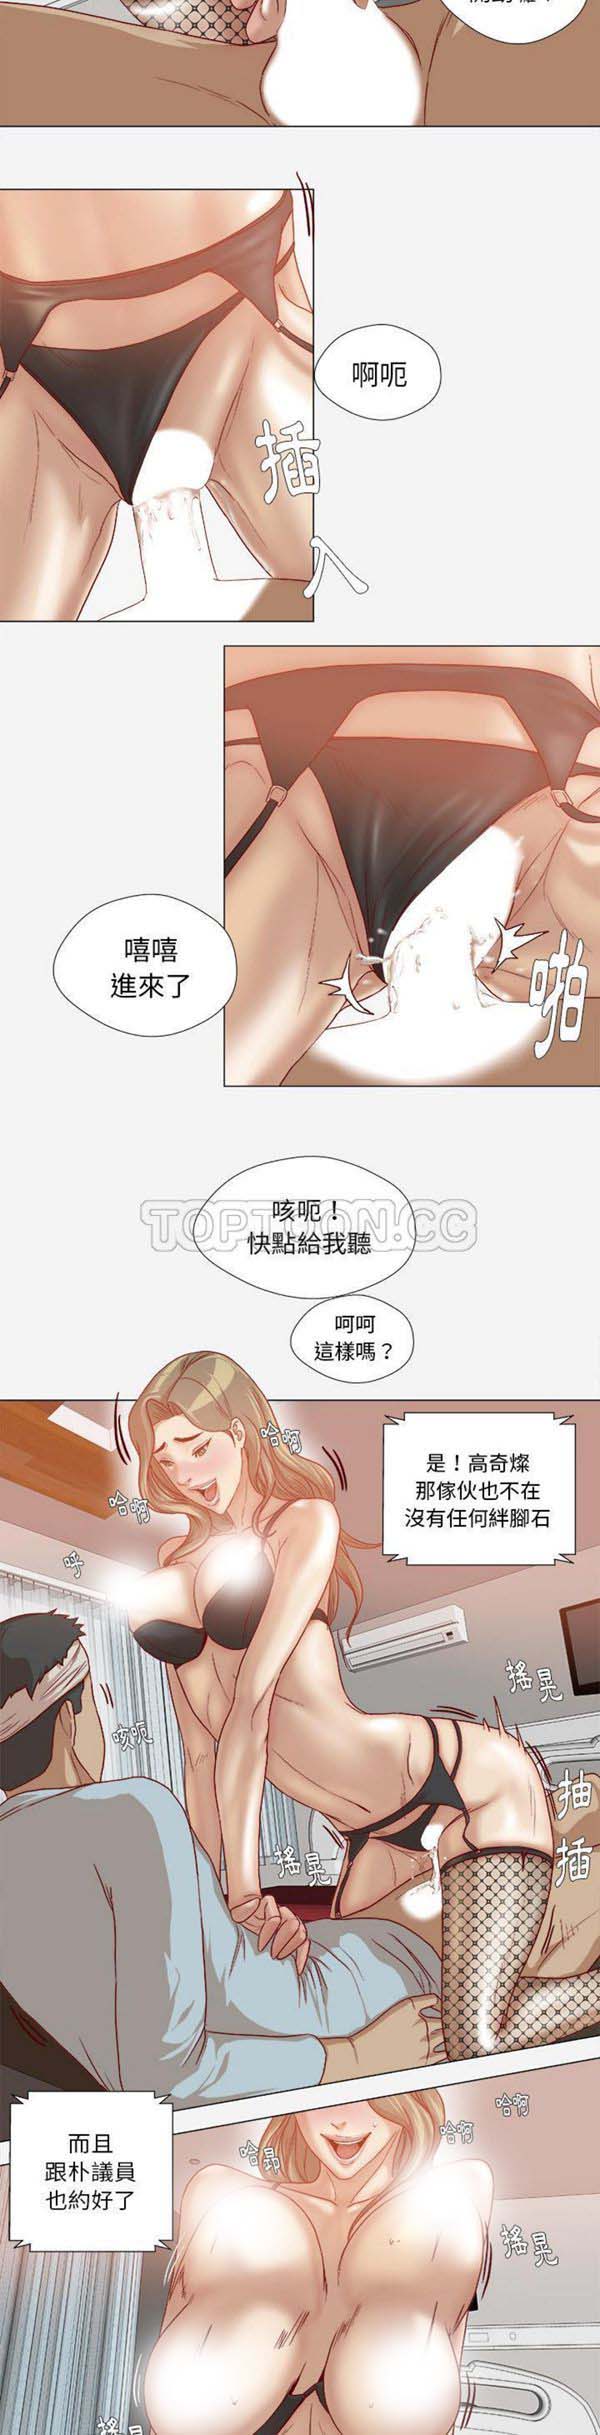 啊呃
插
入
嘻嘻
進來了
啪
咳呃！
快點給我聽
TOPTOON.CC
呵呵
這樣嗎？
哈啊
哈啊
呼
是！高奇燦
那傢伙也不在
沒有任何絆腳石
搖晃
咳呃
抽
插
搖晃
而且
跟朴議員
也約好了
哈昂
哈啊
哈啊
搖晃
哈啊